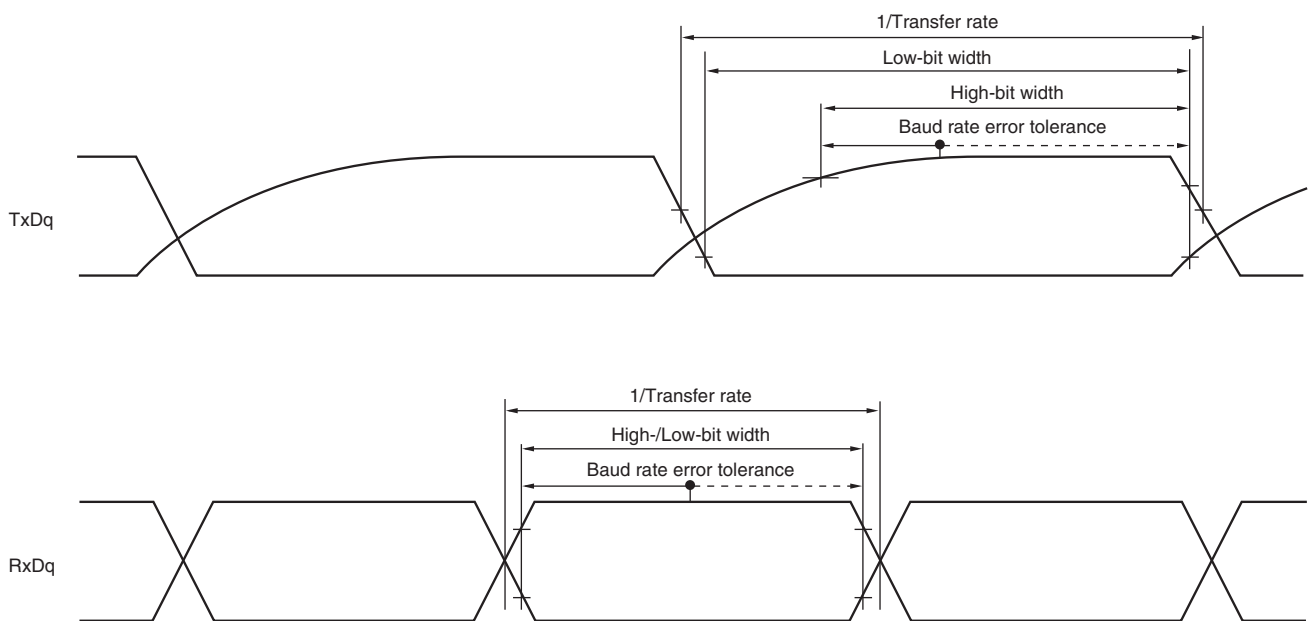 1/Transfer rate
Low-bit width
High-bit width
Baud rate error tolerance
TxDq
1/Transfer rate
High-/Low-bit width
Baud rate error tolerance
RxDq